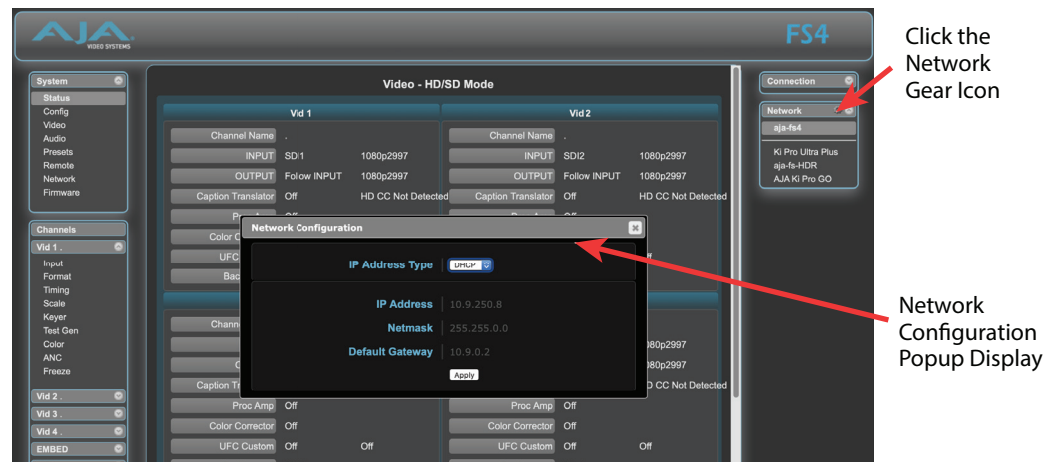 AJA
VIDEO SYSTEMS
FS4
Click the
Network
Gear Icon
System
Status
Config
Video
Audio
Presets
Remote
Network
Firmware
Channels
Vid 1 .
Input
Format
Timing
Scale
Keyer
Test Gen
Color
ANC
Freeze
Vid 2 .
Vid 3 .
Vid 4 .
EMBED
Video - HD/SD Mode
Vid 1
Vid 2
Channel Name .
Channel Name .
INPUT SDI1 1080p2997
INPUT SDI2 1080p2997
OUTPUT Follow INPUT 1080p2997
OUTPUT Follow INPUT 1080p2997
Caption Translator Off HD CC Not Detected
Caption Translator Off HD CC Not Detected
Color C
UFC
Bac
Network Configuration
IP Address Type DHCP
IP Address 10.9.250.8
Netmask 255.255.0.0
Default Gateway 10.9.0.2
Apply
Chann
080p2997
080p2997
Caption Tr
D CC Not Detected
Proc Amp Off
Proc Amp Off
Color Corrector Off
Color Corrector Off
UFC Custom Off Off
UFC Custom Off Off
Connection
Network
aja-fs4
Ki Pro Ultra Plus
aja-fs-HDR
AJA Ki Pro GO
Network
Configuration
Popup Display